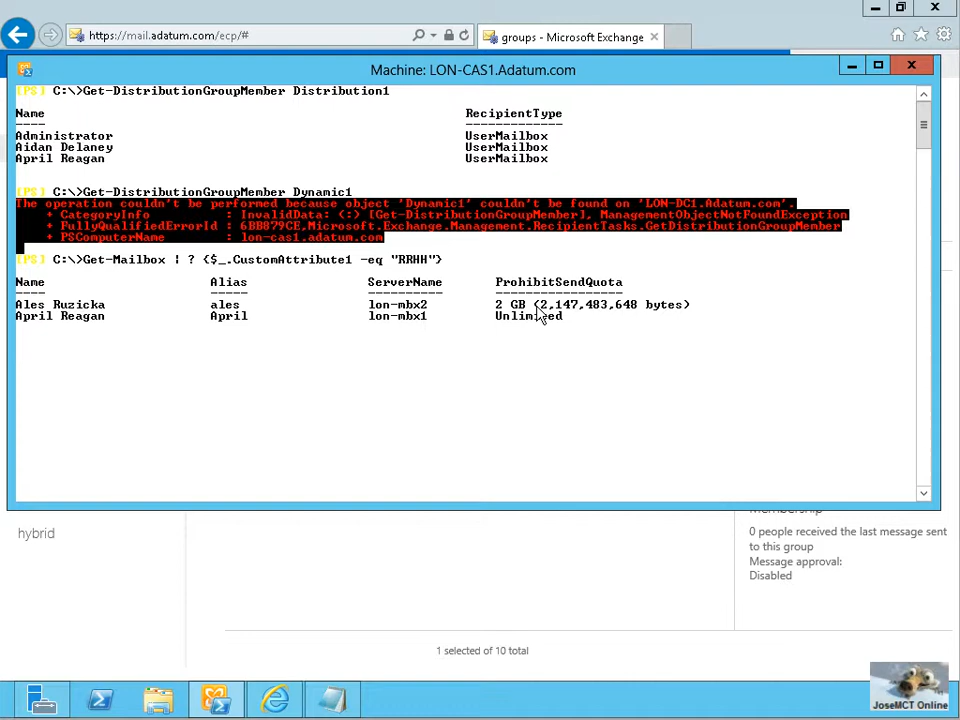 https://mail.adatum.com/ecp/#
groups - Microsoft Exchange
Machine: LON-CAS1.Adatum.com
[PS] C:\>Get-DistributionGroupMember Distribution1
Name RecipientType
---- -------------
Administrator UserMailbox
Aidan Delaney UserMailbox
April Reagan UserMailbox
[PS] C:\>Get-DistributionGroupMember Dynamic1
The operation couldn't be performed because object 'Dynamic1' couldn't be found on 'LON-DC1.Adatum.com'.
+ CategoryInfo : InvalidData: (:) [Get-DistributionGroupMember], ManagementObjectNotFoundException
+ FullyQualifiedErrorId : 6BB879CE,Microsoft.Exchange.Management.RecipientTasks.GetDistributionGroupMember
+ PSComputerName : lon-cas1.adatum.com
[PS] C:\>Get-Mailbox | ? {$_.CustomAttribute1 -eq "RRHH"}
Name Alias ServerName ProhibitSendQuota
---- ----- ---------- -----------------
Ales Ruzicka ales lon-mbx2 2 GB (2,147,483,648 bytes)
April Reagan April lon-mbx1 Unlimited
Membership
hybrid
0 people received the last message sent
to this group
Message approval:
Disabled
1 selected of 10 total
JoseMCT Online